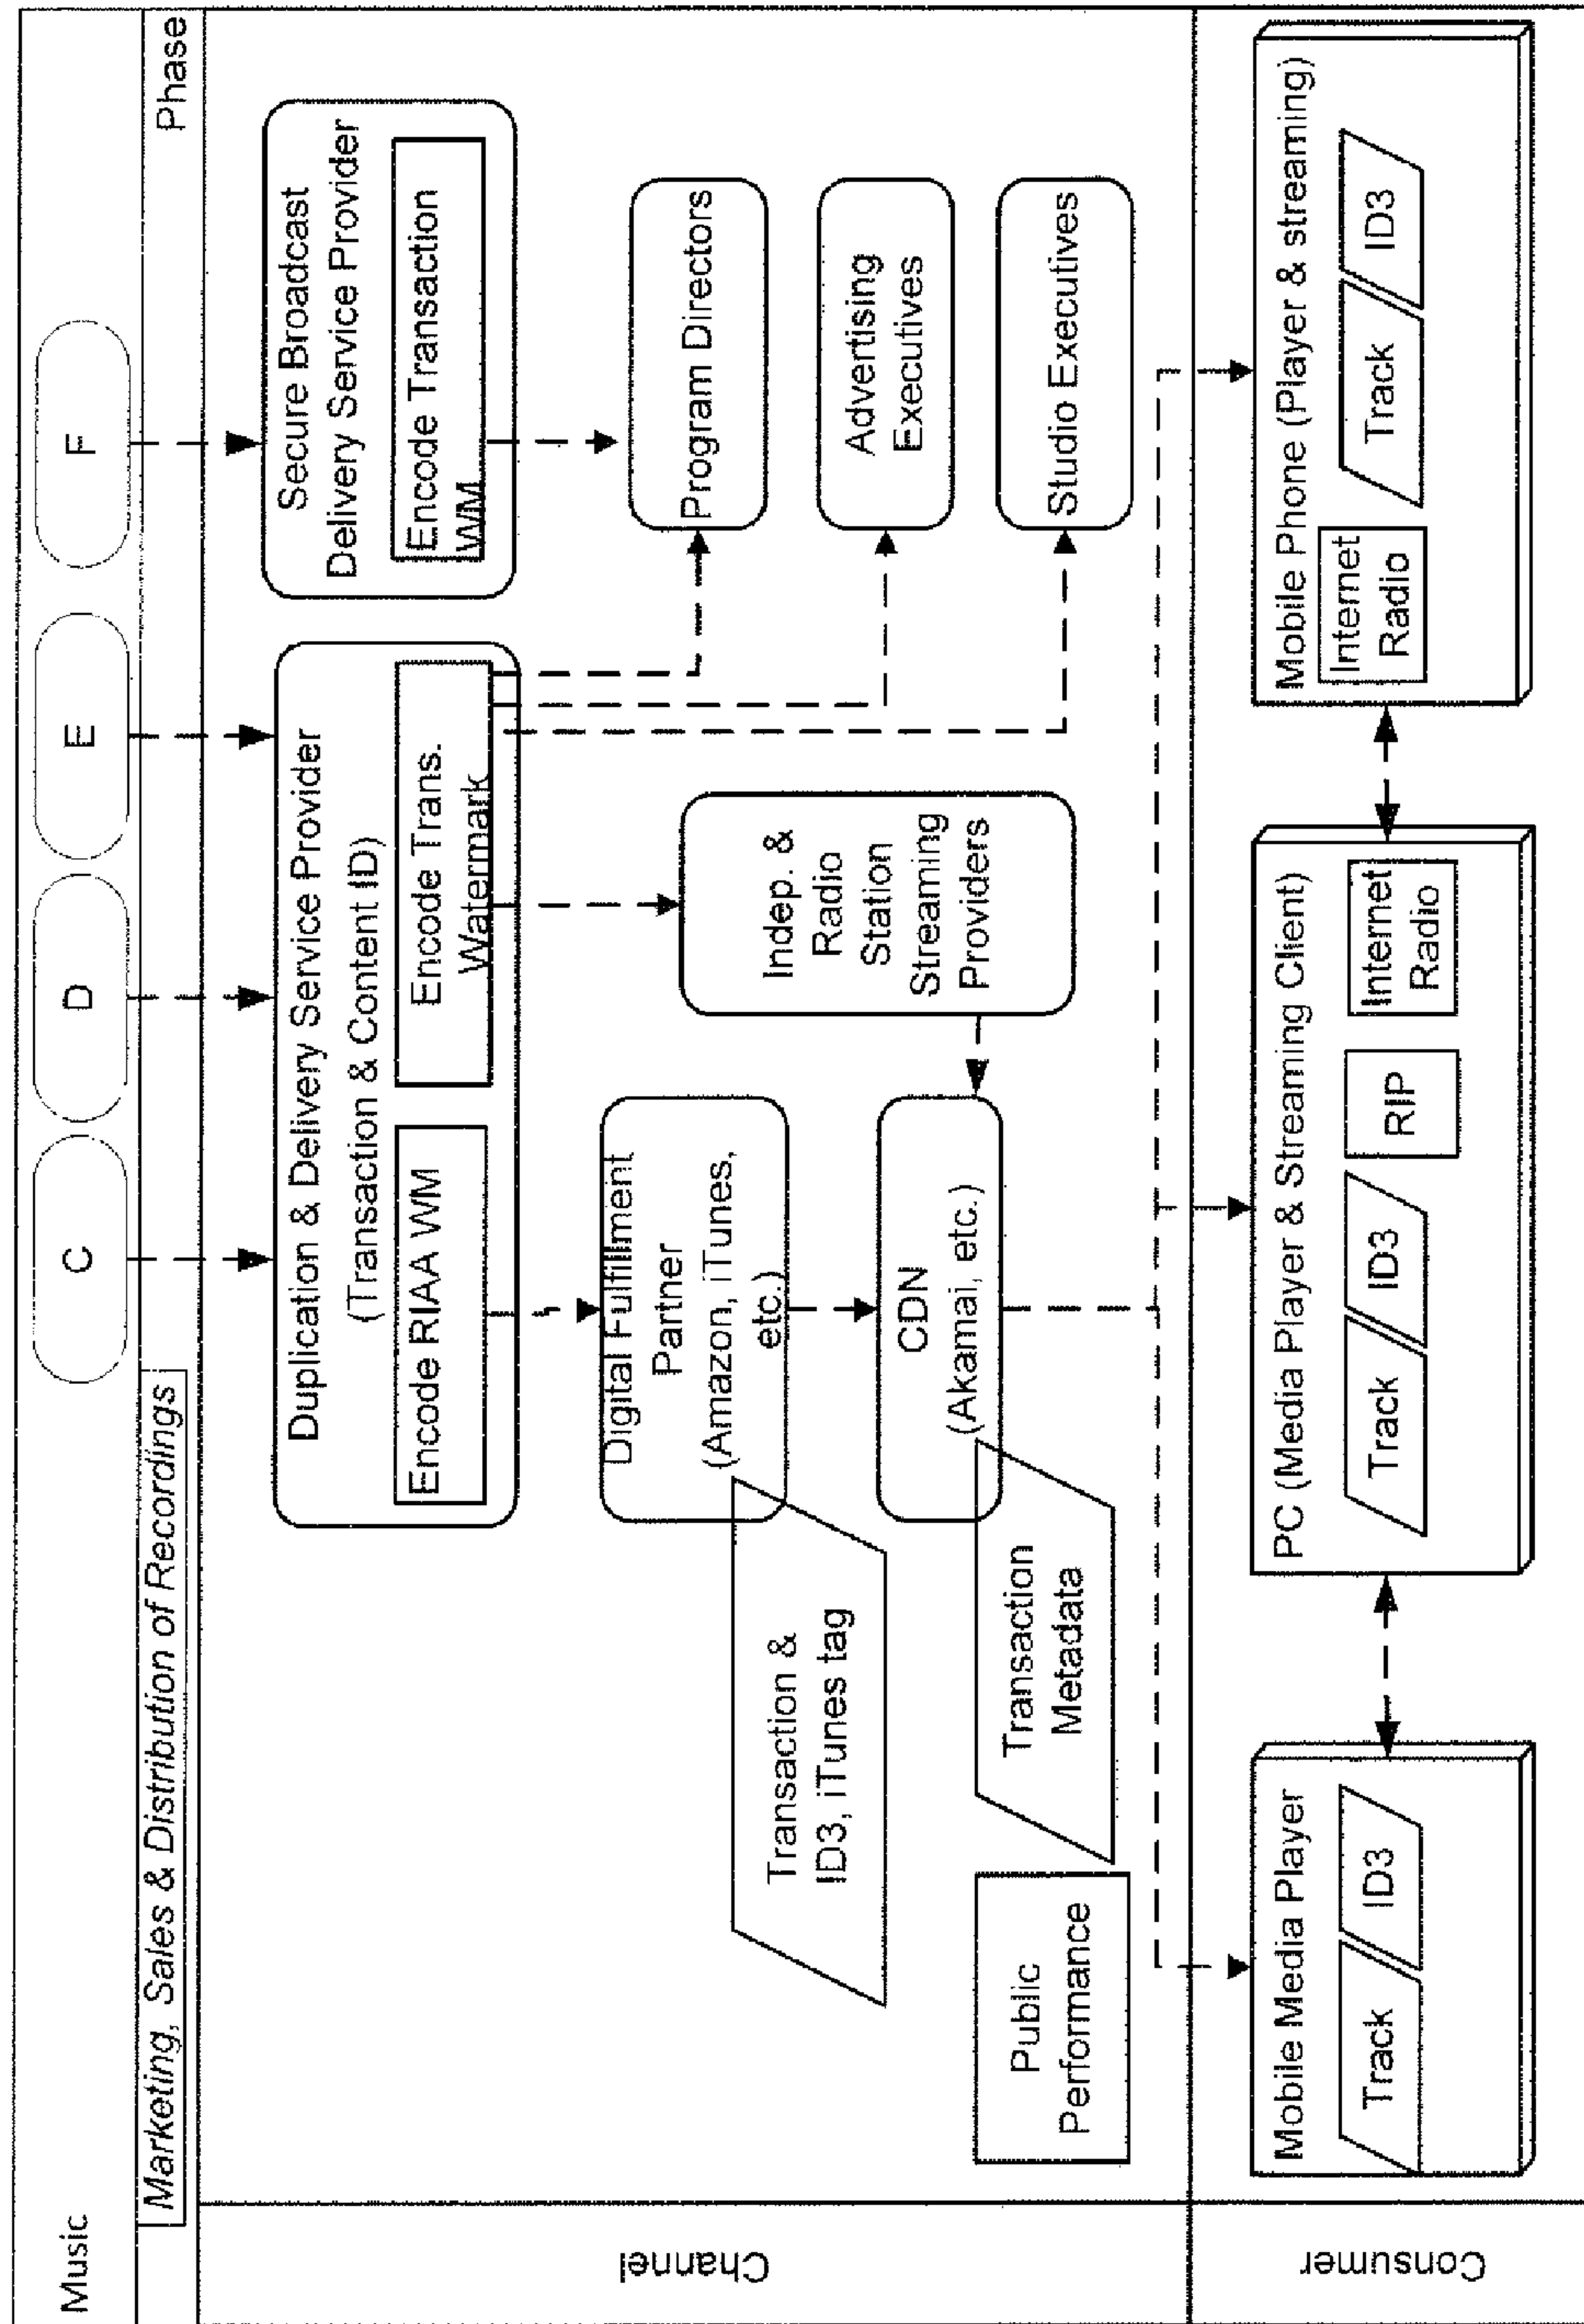 Music
C
D
E
F
Marketing, Sales & Distribution of Recordings
Phase
Channel
Duplication & Delivery Service Provider
(Transaction & Content ID)
Encode RIAA WM
Encode Trans.
Watermark
Secure Broadcast
Delivery Service Provider
Encode Transaction
WM
Digital Fulfillment
Partner
(Amazon, iTunes,
etc.)
Transaction &
ID3, iTunes tag
Indep. &
Radio
Station
Streaming
Providers
Program Directors
Advertising
Executives
Studio Executives
CDN
(Akamai, etc.)
Transaction
Metadata
Public
Performance
Consumer
Mobile Media Player
Track
ID3
PC (Media Player & Streaming Client)
Track
ID3
RIP
Internet
Radio
Mobile Phone (Player & streaming)
Internet
Radio
Track
ID3